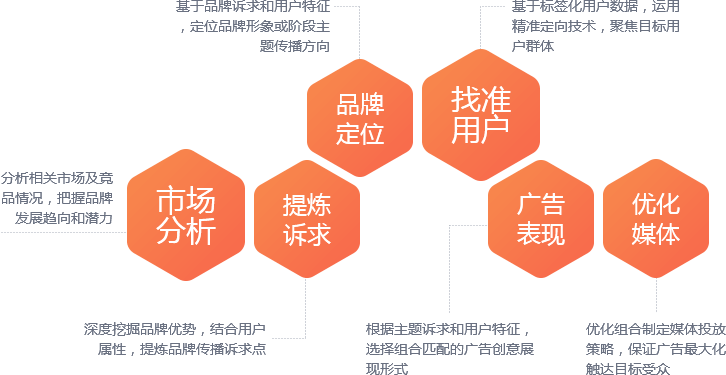 基于品牌诉求和用户特征
，定位品牌形象或阶段主
题传播方向
基于标签化用户数据，运用
精准定向技术，聚焦目标用
户群体
品牌
定位
找准
用户
分析相关市场及竞
品情况，把握品牌
发展趋向和潜力
市场
分析
提炼
诉求
广告
表现
优化
媒体
深度挖掘品牌优势，结合用户
属性，提炼品牌传播诉求点
根据主题诉求和用户特征，
选择组合匹配的广告创意展
现形式
优化组合制定媒体投放
策略，保证广告最大化
触达目标受众